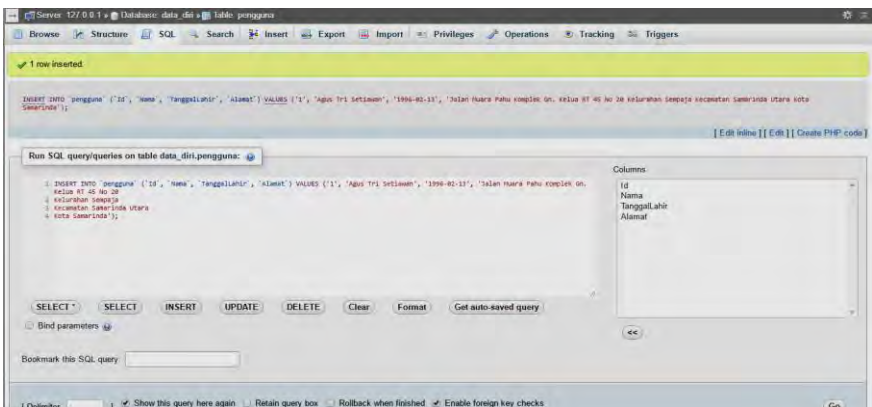 Server: 127.0.0.1 » Database: data_diri » Table: pengguna
Browse Structure SQL Search Insert Export Import Privileges Operations Tracking Triggers
1 row inserted.
INSERT INTO `pengguna` (`Id`, `Nama`, `TanggalLahir`, `Alamat`) VALUES ('1', 'Agus Tri Setiawan', '1996-02-13', 'Jalan Muara Pahu Komplek Gn. Kelua RT 45 No 20 Kelurahan Sempaja Kecamatan Samarinda Utara Kota
Samarinda');
[ Edit inline ] [ Edit ] [ Create PHP code ]
Run SQL query/queries on table data_diri.pengguna:
Columns
1 INSERT INTO `pengguna` (`Id`, `Nama`, `TanggalLahir`, `Alamat`) VALUES ('1', 'Agus Tri Setiawan', '1996-02-13', 'Jalan Muara Pahu Komplek Gn.
Kelua RT 45 No 20
2 Kelurahan Sempaja
3 Kecamatan Samarinda Utara
4 Kota Samarinda');
Id
Nama
TanggalLahir
Alamat
SELECT * SELECT INSERT UPDATE DELETE Clear Format Get auto-saved query
Bind parameters
<<
Bookmark this SQL query:
[ Delimiter ] Show this query here again Retain query box Rollback when finished Enable foreign key checks Go